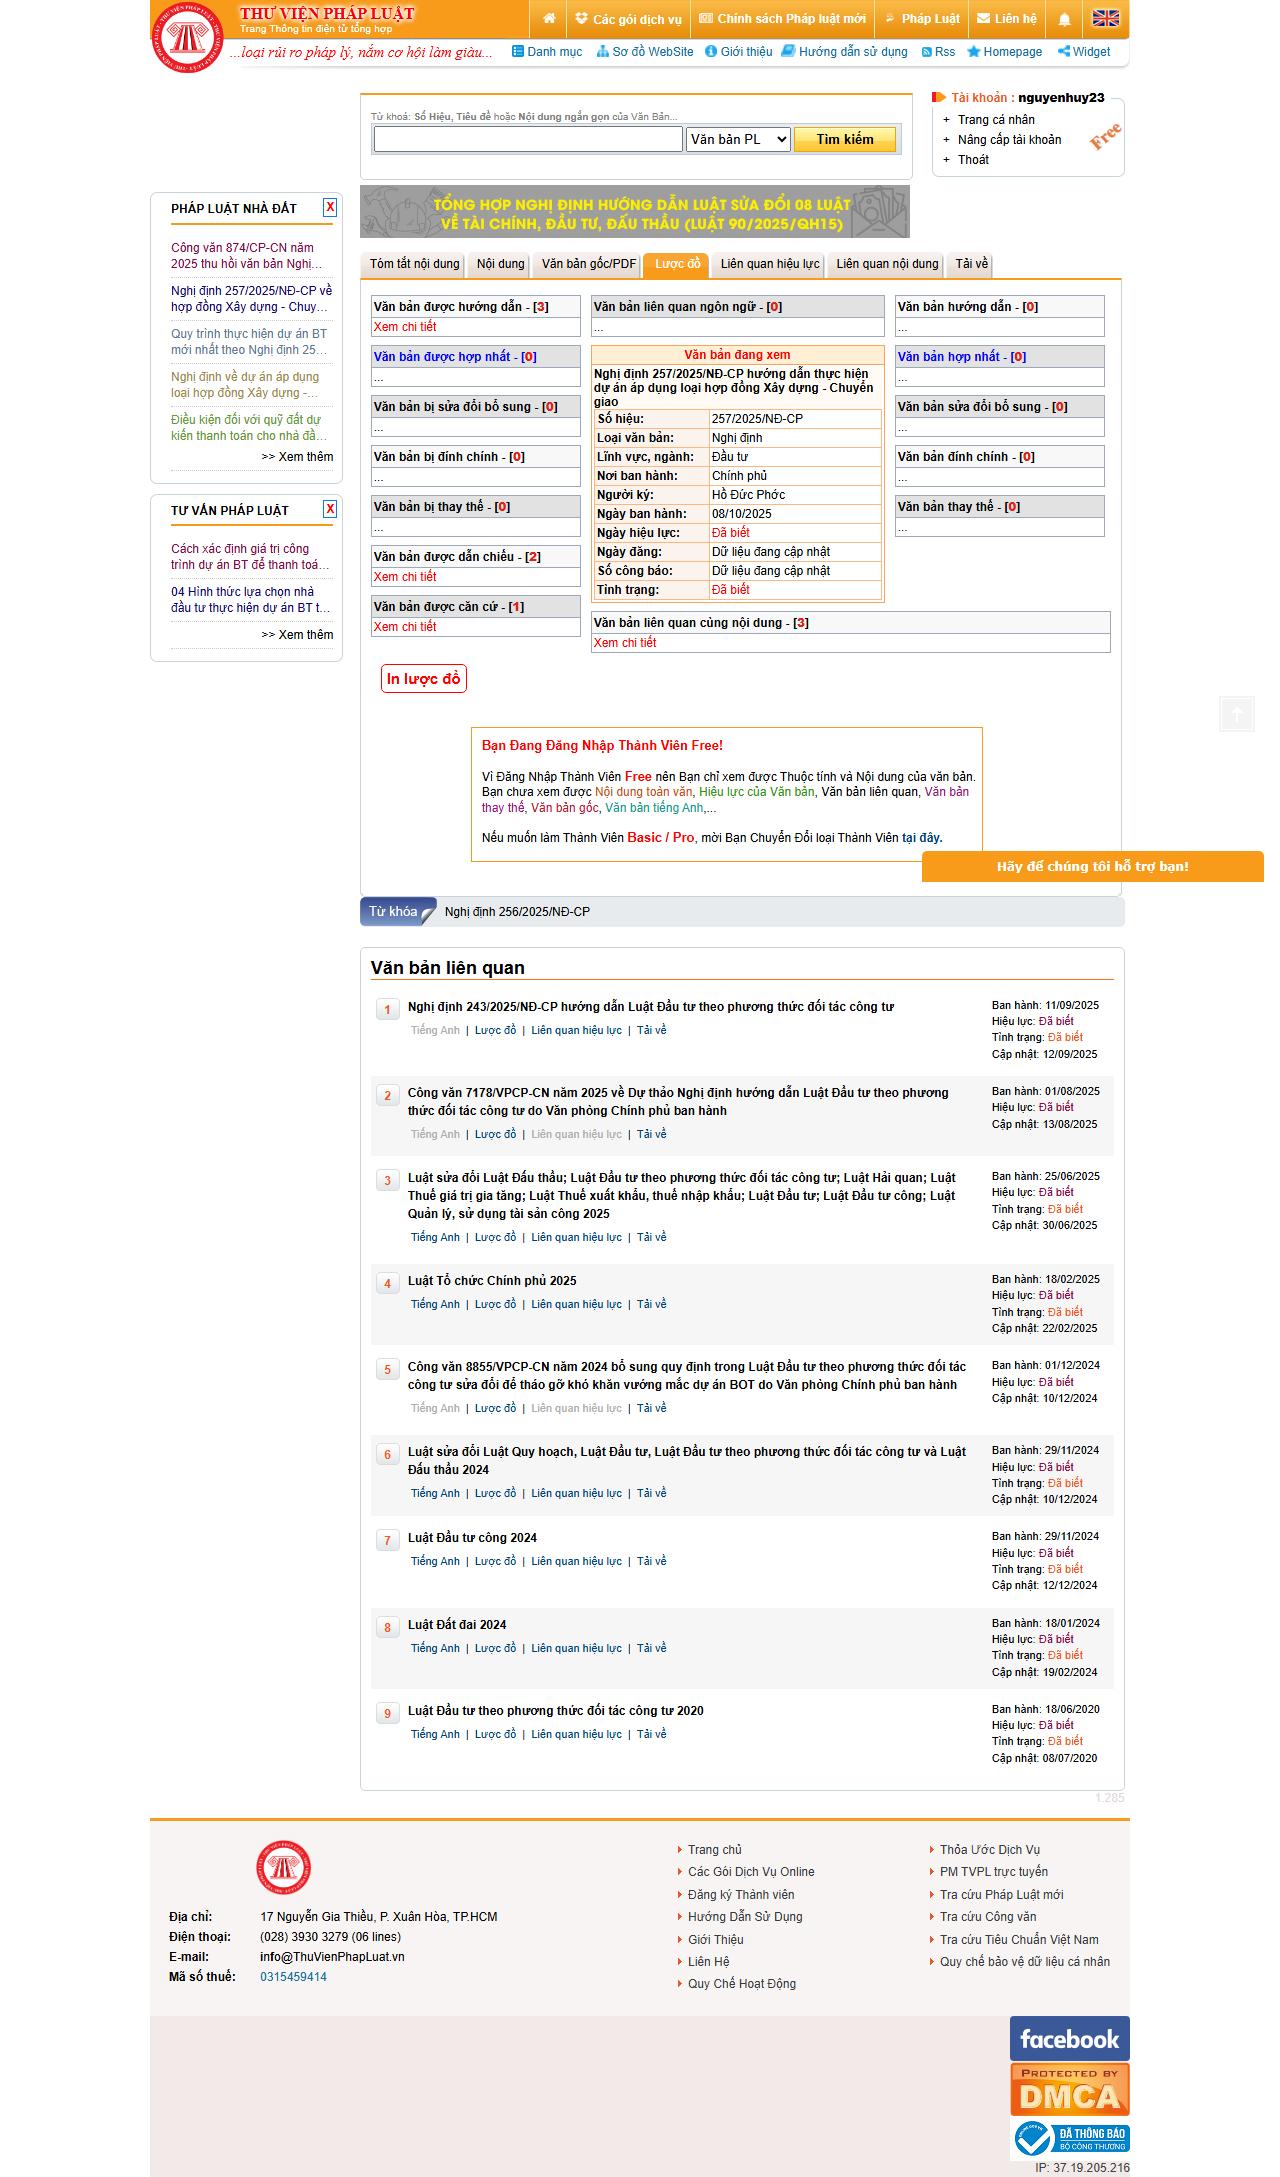 THƯ VIỆN PHÁP LUẬT
Trang Thông tin điện tử tổng hợp
Các gói dịch vụ
Chính sách Pháp luật mới
Pháp Luật
Liên hệ
...loại rủi ro pháp lý, nắm cơ hội làm giàu...
Danh mục
Sơ đồ WebSite
Giới thiệu
Hướng dẫn sử dụng
Rss
Homepage
Widget
Từ khoá: Số Hiệu, Tiêu đề hoặc Nội dung ngắn gọn của Văn Bản...
Văn bản PL
Tìm kiếm
Tài khoản : nguyenhuy23
+ Trang cá nhân
+ Nâng cấp tài khoản
+ Thoát
Free
PHÁP LUẬT NHÀ ĐẤT
X
Công văn 874/CP-CN năm
2025 thu hồi văn bản Nghị...
Nghị định 257/2025/NĐ-CP về
hợp đồng Xây dựng - Chuy...
Quy trình thực hiện dự án BT
mới nhất theo Nghị định 25...
Nghị định về dự án áp dụng
loại hợp đồng Xây dựng -...
Điều kiện đối với quỹ đất dự
kiến thanh toán cho nhà đầ...
>> Xem thêm
TƯ VẤN PHÁP LUẬT
X
Cách xác định giá trị công
trình dự án BT để thanh toá...
04 Hình thức lựa chọn nhà
đầu tư thực hiện dự án BT t...
>> Xem thêm
TỔNG HỢP NGHỊ ĐỊNH HƯỚNG DẪN LUẬT SỬA ĐỔI 08 LUẬT
VỀ TÀI CHÍNH, ĐẦU TƯ, ĐẤU THẦU (LUẬT 90/2025/QH15)
Tóm tắt nội dung
Nội dung
Văn bản gốc/PDF
Lược đồ
Liên quan hiệu lực
Liên quan nội dung
Tải về
Văn bản được hướng dẫn - [3]
Xem chi tiết
Văn bản được hợp nhất - [0]
...
Văn bản bị sửa đổi bổ sung - [0]
...
Văn bản bị đính chính - [0]
...
Văn bản bị thay thế - [0]
...
Văn bản được dẫn chiếu - [2]
Xem chi tiết
Văn bản được căn cứ - [1]
Xem chi tiết
Văn bản liên quan ngôn ngữ - [0]
...
Văn bản đang xem
Nghị định 257/2025/NĐ-CP hướng dẫn thực hiện
dự án áp dụng loại hợp đồng Xây dựng - Chuyển
giao
Số hiệu: 257/2025/NĐ-CP
Loại văn bản: Nghị định
Lĩnh vực, ngành: Đầu tư
Nơi ban hành: Chính phủ
Người ký: Hồ Đức Phớc
Ngày ban hành: 08/10/2025
Ngày hiệu lực: Đã biết
Ngày đăng: Dữ liệu đang cập nhật
Số công báo: Dữ liệu đang cập nhật
Tình trạng: Đã biết
Văn bản hướng dẫn - [0]
...
Văn bản hợp nhất - [0]
...
Văn bản sửa đổi bổ sung - [0]
...
Văn bản đính chính - [0]
...
Văn bản thay thế - [0]
...
Văn bản liên quan cùng nội dung - [3]
Xem chi tiết
In lược đồ
Bạn Đang Đăng Nhập Thành Viên Free!
Vì Đăng Nhập Thành Viên Free nên Bạn chỉ xem được Thuộc tính và Nội dung của văn bản.
Bạn chưa xem được Nội dung toàn văn, Hiệu lực của Văn bản, Văn bản liên quan, Văn bản
thay thế, Văn bản gốc, Văn bản tiếng Anh,...
Nếu muốn làm Thành Viên Basic / Pro, mời Bạn Chuyển Đổi loại Thành Viên tại đây.
Hãy để chúng tôi hỗ trợ bạn!
Từ khóa
Nghị định 256/2025/NĐ-CP
Văn bản liên quan
1
Nghị định 243/2025/NĐ-CP hướng dẫn Luật Đầu tư theo phương thức đối tác công tư
Tiếng Anh | Lược đồ | Liên quan hiệu lực | Tải về
Ban hành: 11/09/2025
Hiệu lực: Đã biết
Tình trạng: Đã biết
Cập nhật: 12/09/2025
2
Công văn 7178/VPCP-CN năm 2025 về Dự thảo Nghị định hướng dẫn Luật Đầu tư theo phương
thức đối tác công tư do Văn phòng Chính phủ ban hành
Tiếng Anh | Lược đồ | Liên quan hiệu lực | Tải về
Ban hành: 01/08/2025
Hiệu lực: Đã biết
Cập nhật: 13/08/2025
3
Luật sửa đổi Luật Đấu thầu; Luật Đầu tư theo phương thức đối tác công tư; Luật Hải quan; Luật
Thuế giá trị gia tăng; Luật Thuế xuất khẩu, thuế nhập khẩu; Luật Đầu tư; Luật Đầu tư công; Luật
Quản lý, sử dụng tài sản công 2025
Tiếng Anh | Lược đồ | Liên quan hiệu lực | Tải về
Ban hành: 25/06/2025
Hiệu lực: Đã biết
Tình trạng: Đã biết
Cập nhật: 30/06/2025
4
Luật Tổ chức Chính phủ 2025
Tiếng Anh | Lược đồ | Liên quan hiệu lực | Tải về
Ban hành: 18/02/2025
Hiệu lực: Đã biết
Tình trạng: Đã biết
Cập nhật: 22/02/2025
5
Công văn 8855/VPCP-CN năm 2024 bổ sung quy định trong Luật Đầu tư theo phương thức đối tác
công tư sửa đổi để tháo gỡ khó khăn vướng mắc dự án BOT do Văn phòng Chính phủ ban hành
Tiếng Anh | Lược đồ | Liên quan hiệu lực | Tải về
Ban hành: 01/12/2024
Hiệu lực: Đã biết
Cập nhật: 10/12/2024
6
Luật sửa đổi Luật Quy hoạch, Luật Đầu tư, Luật Đầu tư theo phương thức đối tác công tư và Luật
Đấu thầu 2024
Tiếng Anh | Lược đồ | Liên quan hiệu lực | Tải về
Ban hành: 29/11/2024
Hiệu lực: Đã biết
Tình trạng: Đã biết
Cập nhật: 10/12/2024
7
Luật Đầu tư công 2024
Tiếng Anh | Lược đồ | Liên quan hiệu lực | Tải về
Ban hành: 29/11/2024
Hiệu lực: Đã biết
Tình trạng: Đã biết
Cập nhật: 12/12/2024
8
Luật Đất đai 2024
Tiếng Anh | Lược đồ | Liên quan hiệu lực | Tải về
Ban hành: 18/01/2024
Hiệu lực: Đã biết
Tình trạng: Đã biết
Cập nhật: 19/02/2024
9
Luật Đầu tư theo phương thức đối tác công tư 2020
Tiếng Anh | Lược đồ | Liên quan hiệu lực | Tải về
Ban hành: 18/06/2020
Hiệu lực: Đã biết
Tình trạng: Đã biết
Cập nhật: 08/07/2020
1.285
Địa chỉ: 17 Nguyễn Gia Thiều, P. Xuân Hòa, TP.HCM
Điện thoại: (028) 3930 3279 (06 lines)
E-mail: info@ThuVienPhapLuat.vn
Mã số thuế: 0315459414
Trang chủ
Các Gói Dịch Vụ Online
Đăng ký Thành viên
Hướng Dẫn Sử Dụng
Giới Thiệu
Liên Hệ
Quy Chế Hoạt Động
Thỏa Ước Dịch Vụ
PM TVPL trực tuyến
Tra cứu Pháp Luật mới
Tra cứu Công văn
Tra cứu Tiêu Chuẩn Việt Nam
Quy chế bảo vệ dữ liệu cá nhân
facebook
PROTECTED BY
DMCA
ĐÃ THÔNG BÁO
BỘ CÔNG THƯƠNG
IP: 37.19.205.216